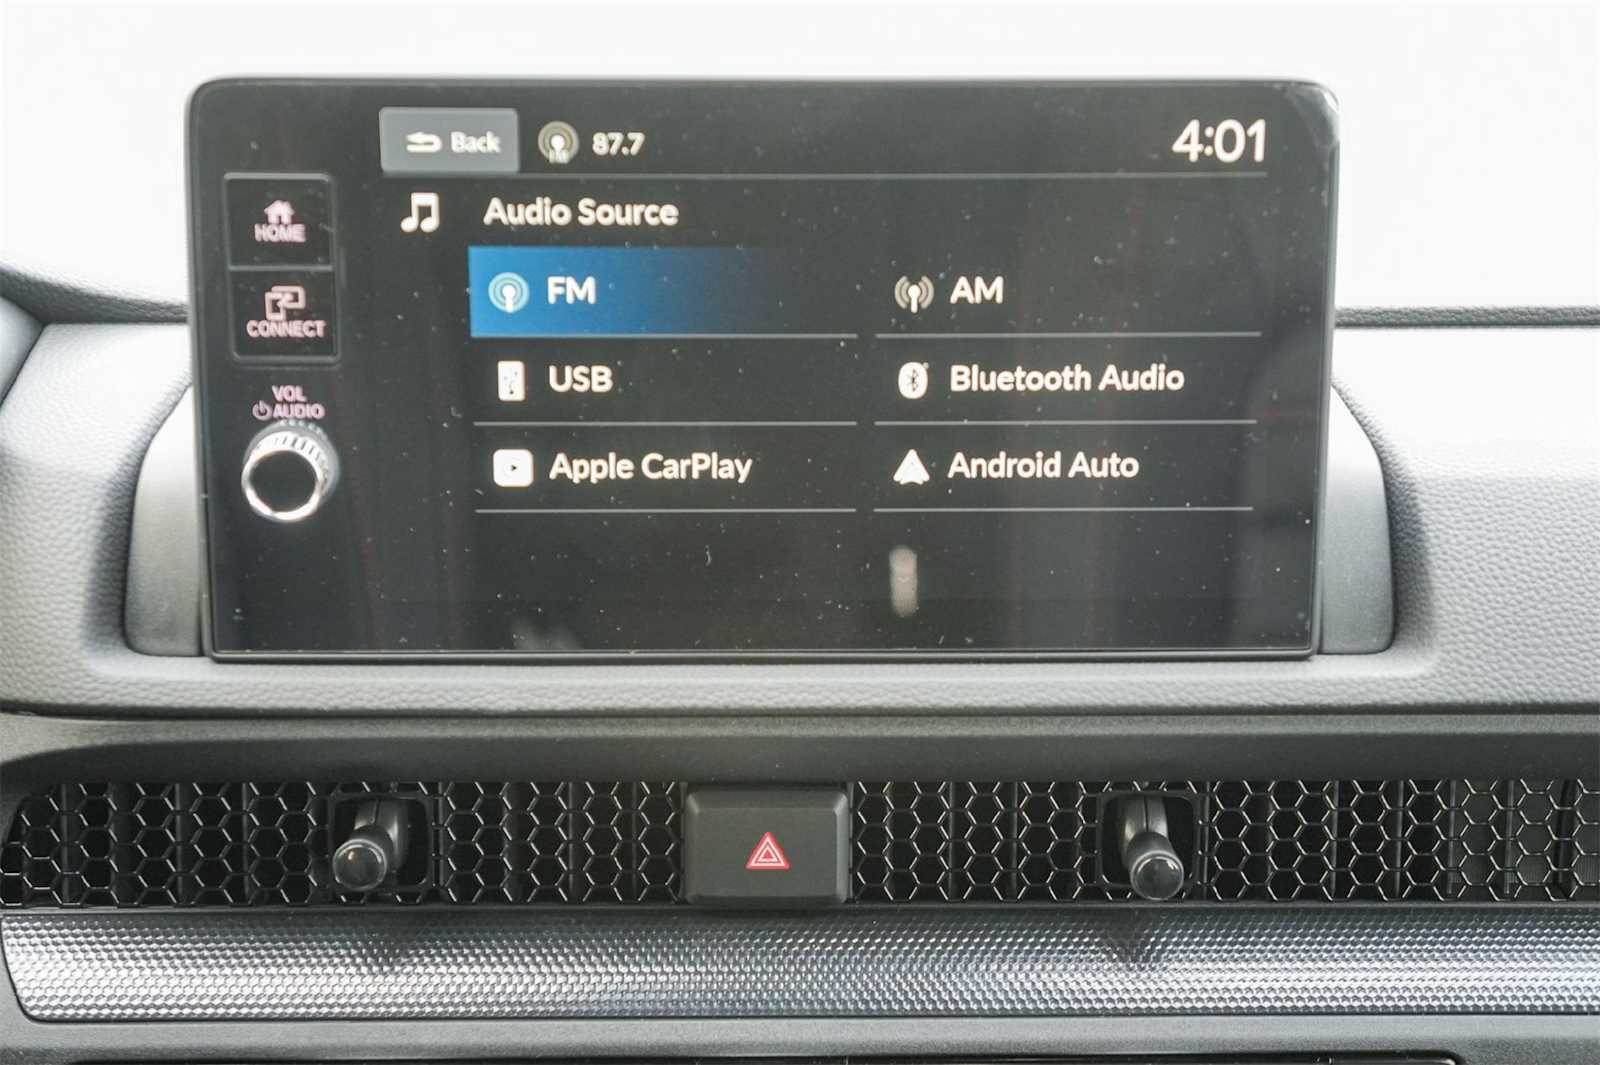 Back 87.7 4:01
HOME
Audio Source
FM AM
CONNECT
USB Bluetooth Audio
VOL
AUDIO
Apple CarPlay Android Auto